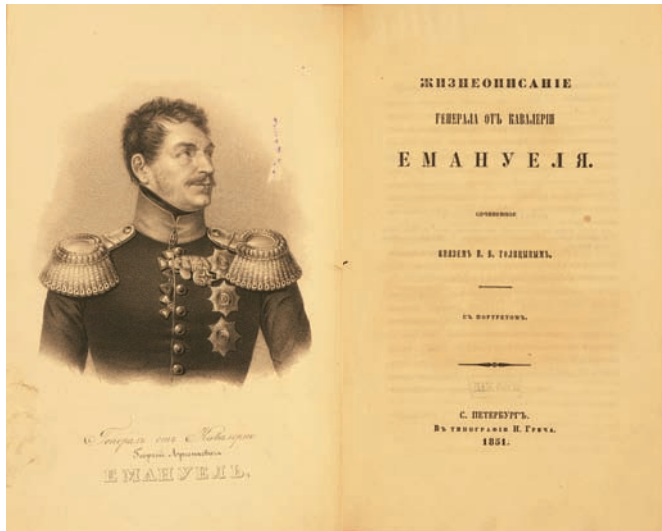 Генералъ отъ Кавалеріи
Георгій Арсеньевичъ
ЕМАНУЕЛЬ.
ЖИЗНЕОПИСАНІЕ
ГЕНЕРАЛА ОТЪ КАВАЛЕРІИ
ЕМАНУЕЛЯ.
СОЧИНЕННОЕ
КНЯЗЕМЪ Н. Б. ГОЛИЦЫНЫМЪ.
СЪ ПОРТРЕТОМЪ.
С. ПЕТЕРБУРГЪ.
ВЪ ТИПОГРАФІИ Н. ГРЕЧА.
1851.